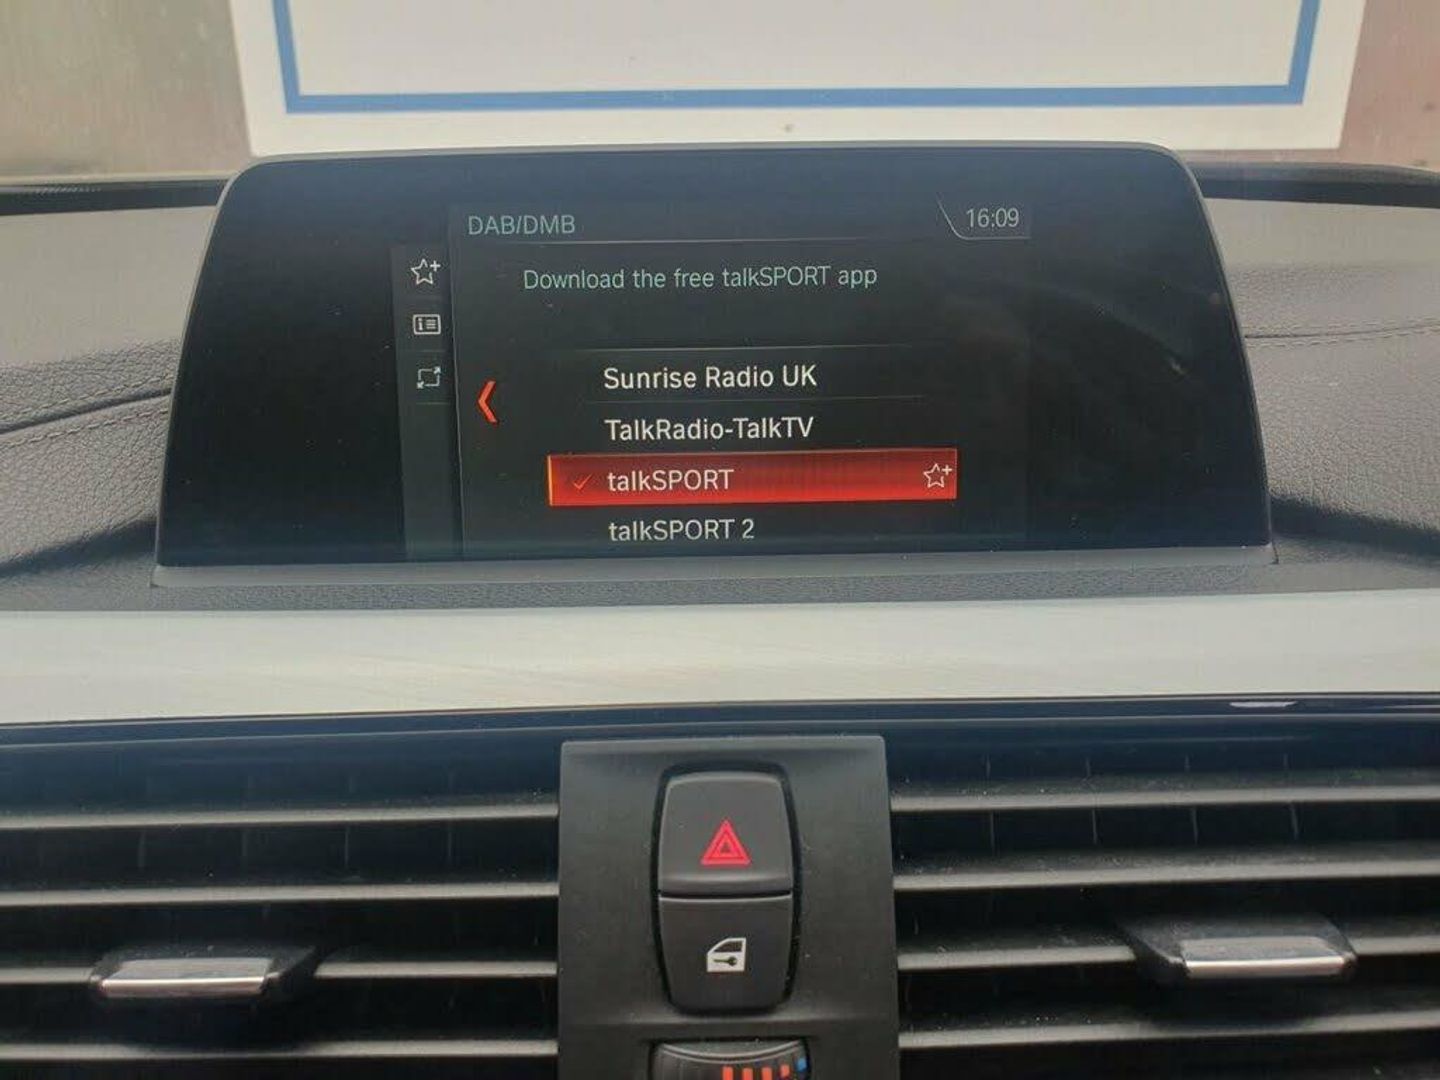 DAB/DMB
16:09
Download the free talkSPORT app
Sunrise Radio UK
TalkRadio-TalkTV
talkSPORT
talkSPORT 2